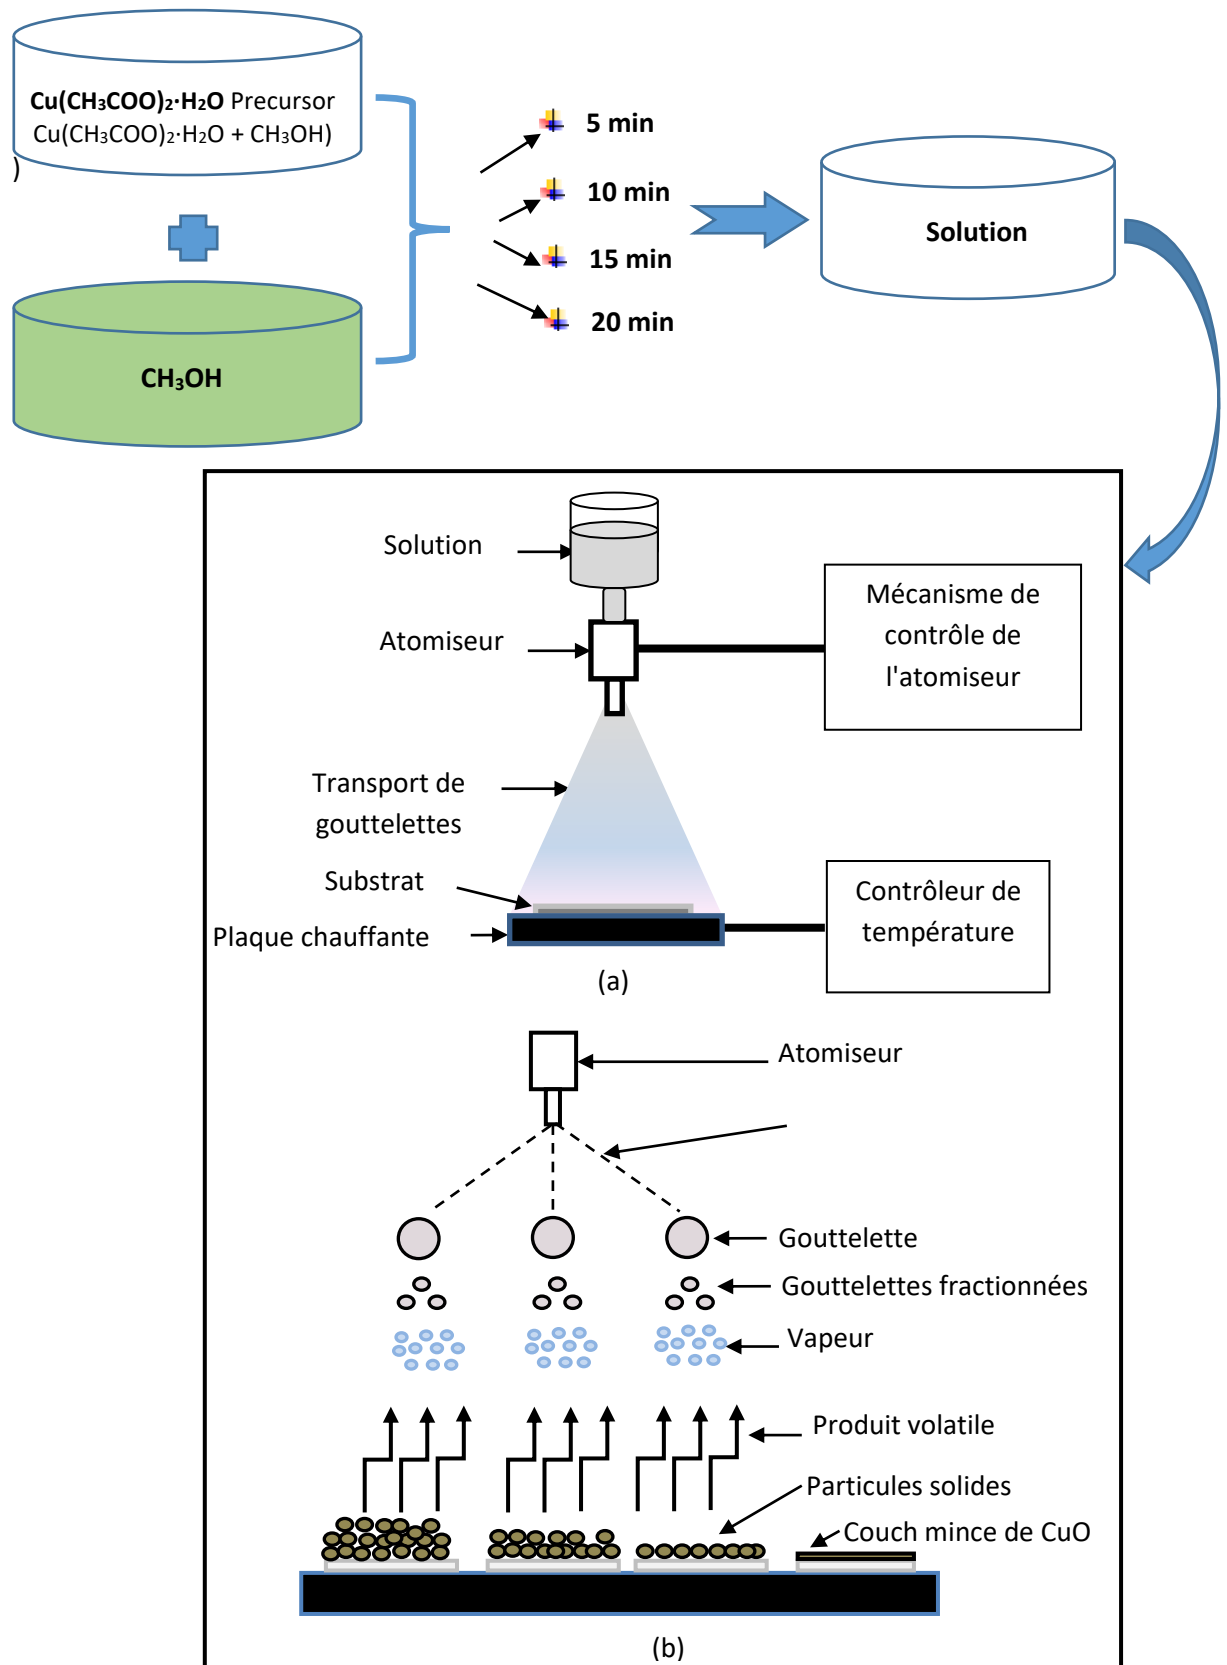 Cu(CH₃COO)₂·H₂O Precursor
Cu(CH₃COO)₂·H₂O + CH₃OH)
)
CH₃OH
5 min
10 min
15 min
20 min
Solution
Solution
Atomiseur
Mécanisme de
contrôle de
l'atomiseur
Transport de
gouttelettes
Substrat
Plaque chauffante
Contrôleur de
température
(a)
Atomiseur
Gouttelette
Gouttelettes fractionnées
Vapeur
Produit volatile
Particules solides
Couch mince de CuO
(b)